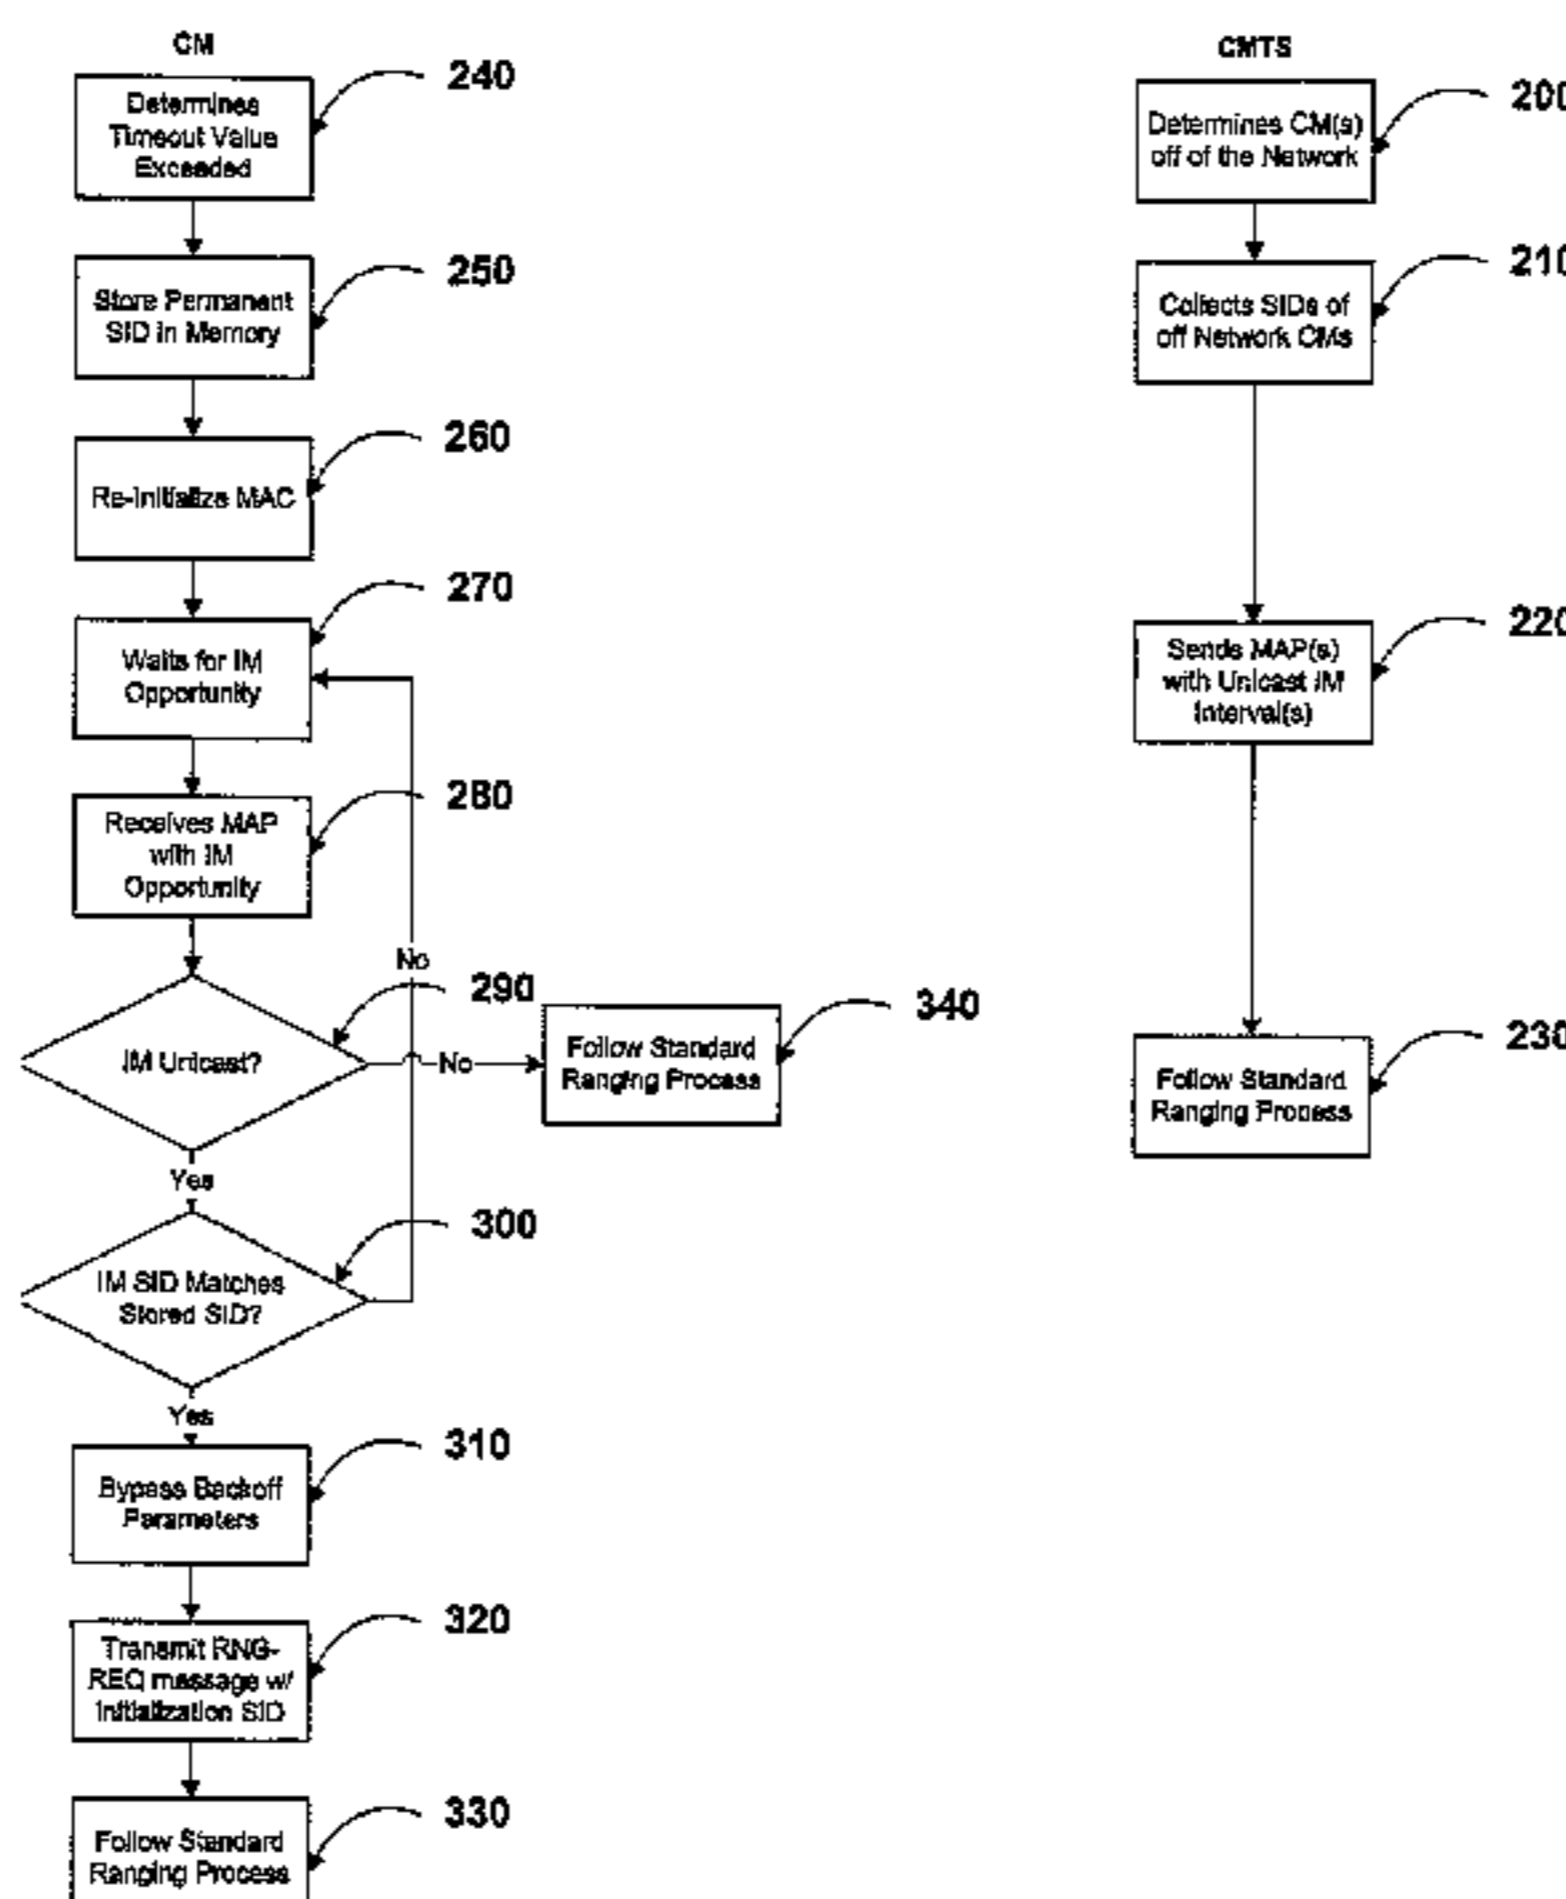 CM
Determines
Timeout Value
Exceeded
240
Store Permanent
SID in Memory
250
Re-Initialize MAC
260
Waits for IM
Opportunity
270
Receives MAP
with IM
Opportunity
280
IM Unicast?
290
No
No
Follow Standard
Ranging Process
340
Yes
IM SID Matches
Stored SID?
300
Yes
Bypass Backoff
Parameters
310
Transmit RNG-
REQ message w/
Initialization SID
320
Follow Standard
Ranging Process
330
CMTS
Determines CM(s)
off of the Network
200
Collects SIDs of
off Network CMs
210
Sends MAP(s)
with Unicast IM
Interval(s)
220
Follow Standard
Ranging Process
230